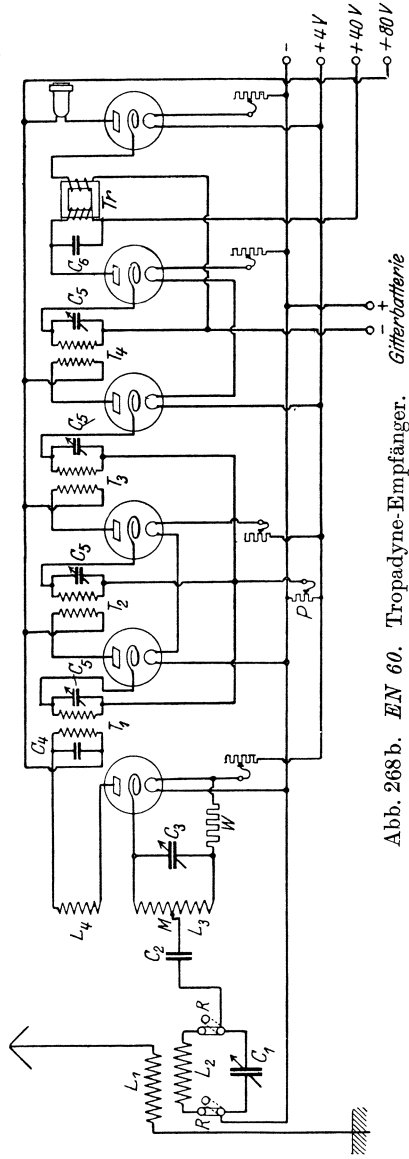 L1
R
R
L2
C1
C2
M
L3
C3
W
L4
C4
T1
C5
T2
C5
T3
C5
T4
C5
C6
Tr
P
-
+4V
+40V
+80V
- +
Gitterbatterie
Abb. 268b. EN 60. Tropadyne-Empfänger.